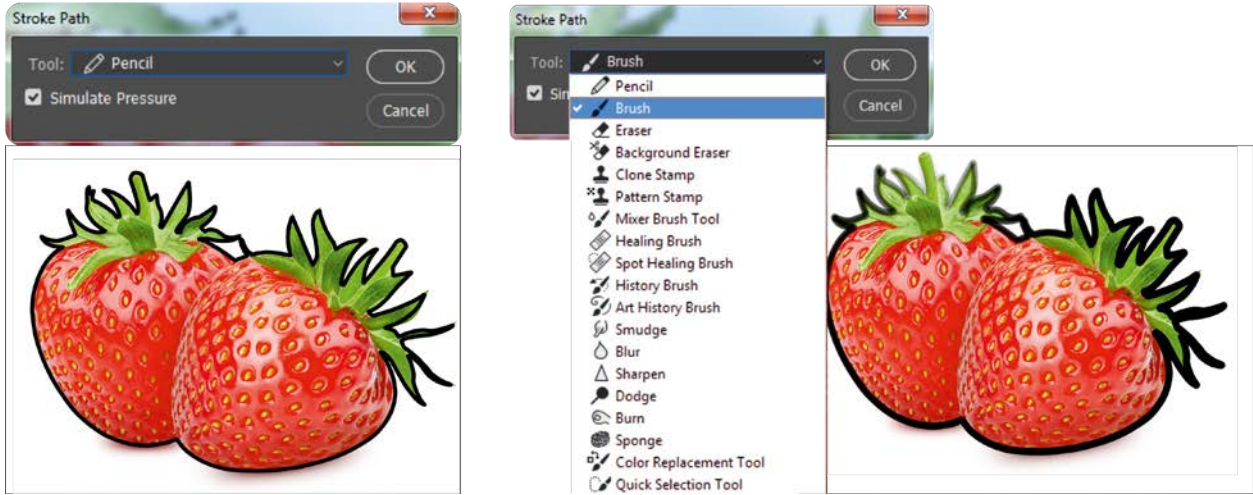 Stroke Path
Tool: Pencil
Simulate Pressure
OK
Cancel
Stroke Path
Tool: Brush
Sim
OK
Cancel
Pencil
Brush
Eraser
Background Eraser
Clone Stamp
Pattern Stamp
Mixer Brush Tool
Healing Brush
Spot Healing Brush
History Brush
Art History Brush
Smudge
Blur
Sharpen
Dodge
Burn
Sponge
Color Replacement Tool
Quick Selection Tool